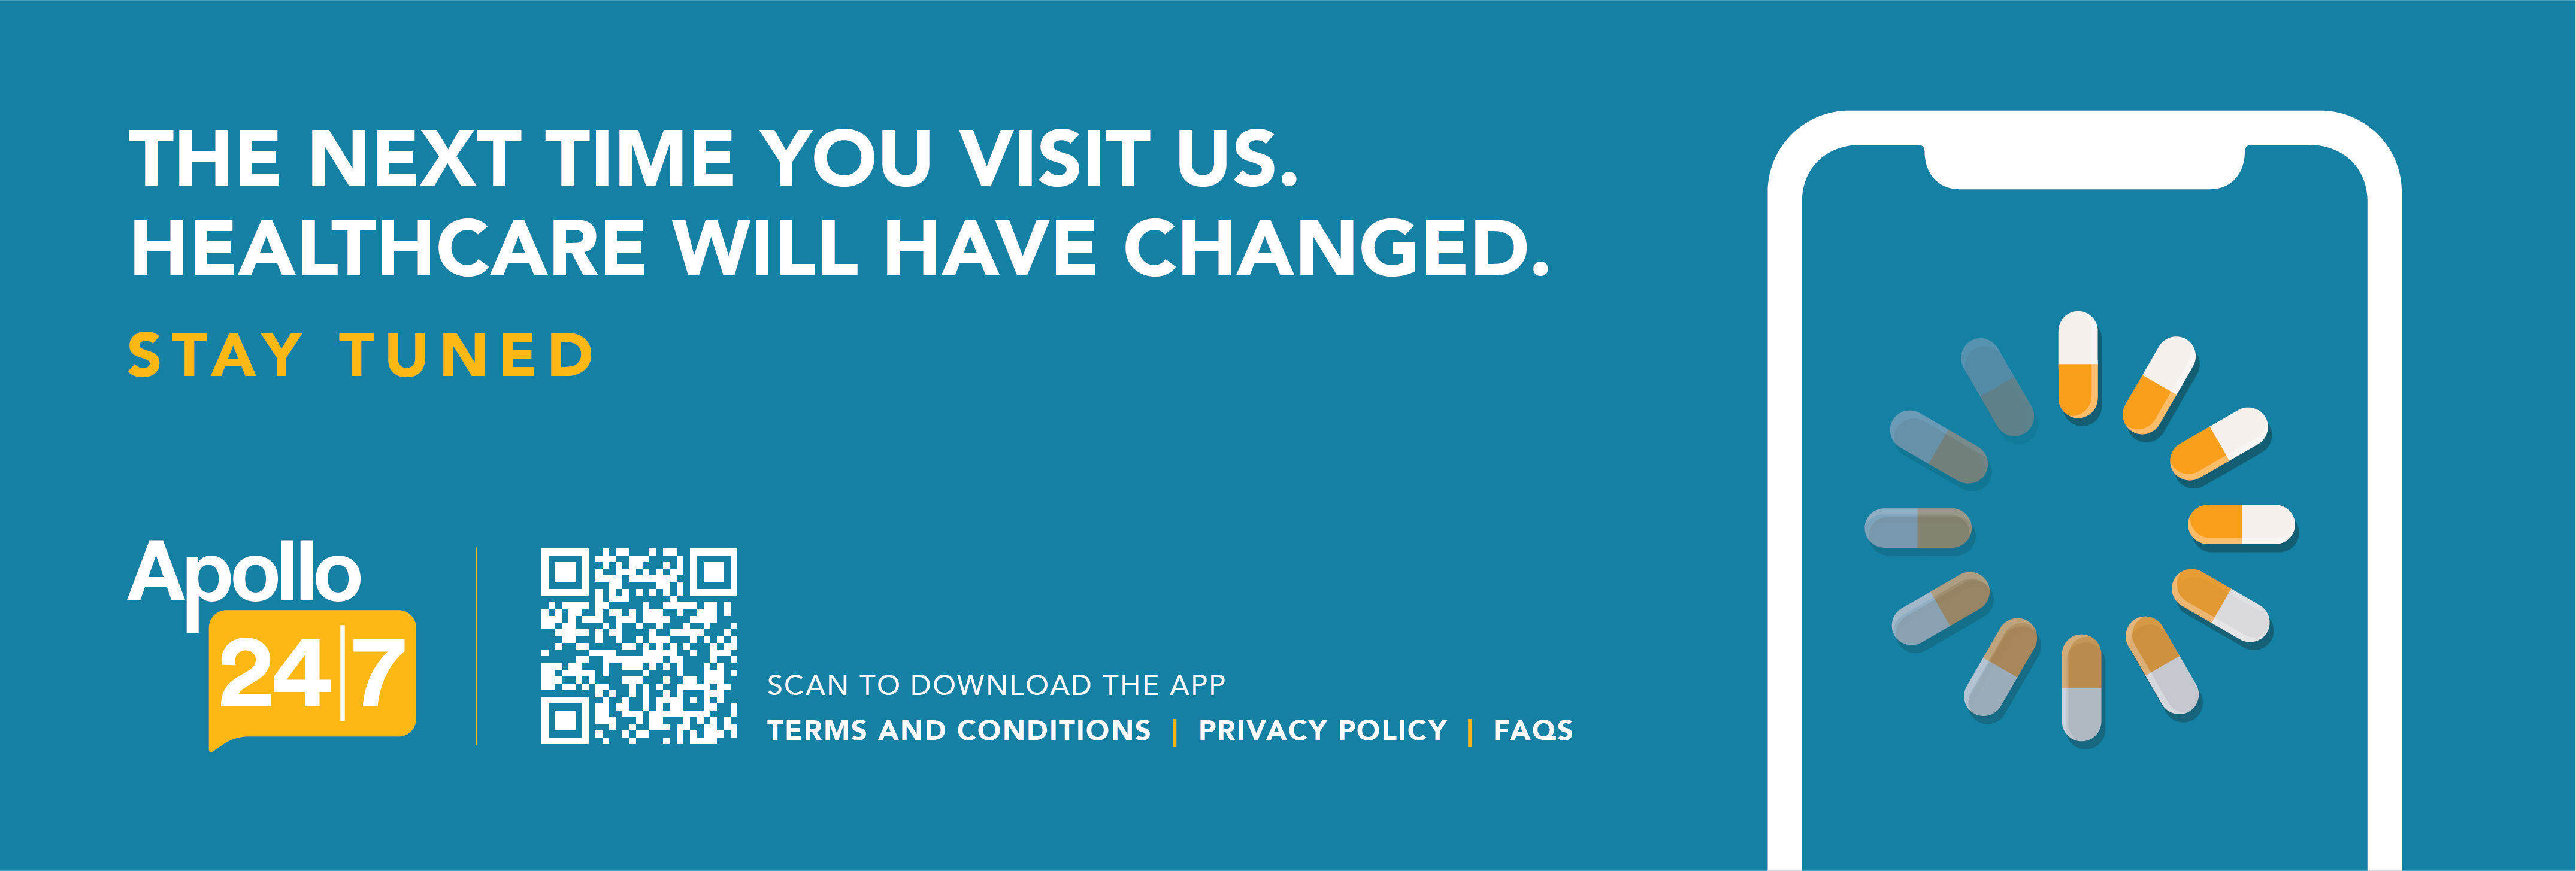 THE NEXT TIME YOU VISIT US.
HEALTHCARE WILL HAVE CHANGED.
STAY TUNED
Apollo
24|7
SCAN TO DOWNLOAD THE APP
TERMS AND CONDITIONS | PRIVACY POLICY | FAQS